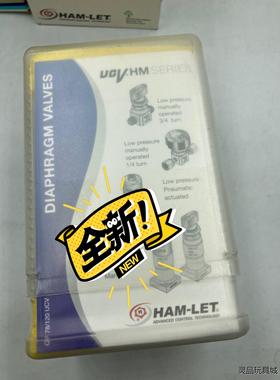 HAM-LET
UCV.HM SERIES
DIAPHRAGM VALVES
Low pressure
manually
operated
3/4 turn
Low pressure
manually
operated
1/4 turn
Low pressure
Pneumatic
actuated
全新!
NEW
HAM-LET
ADVANCED CONTROL TECHNOLOGY
灵品玩具城